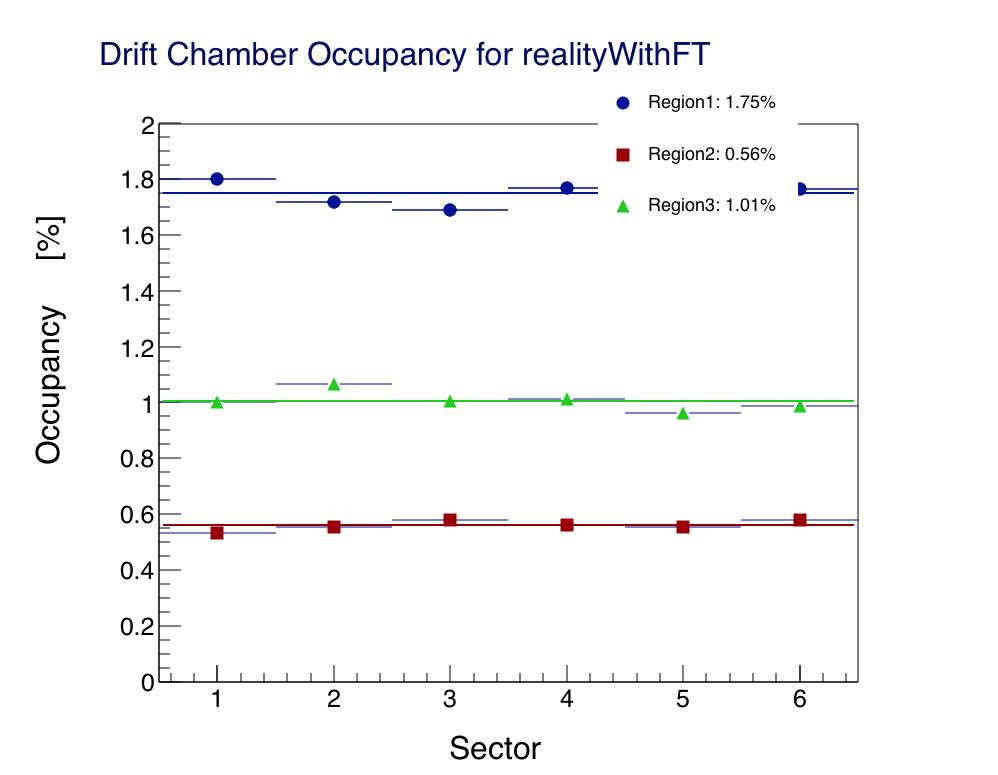 Drift Chamber Occupancy for realityWithFT
Region1: 1.75%
Region2: 0.56%
Region3: 1.01%
Occupancy [%]
2
1.8
1.6
1.4
1.2
1
0.8
0.6
0.4
0.2
0
1 2 3 4 5 6
Sector